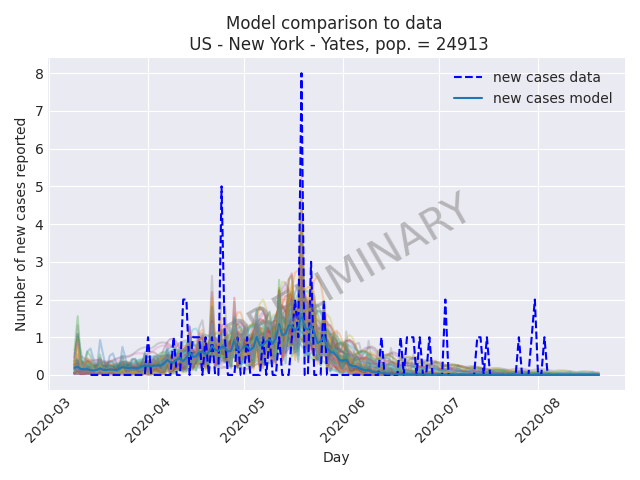 Model comparison to data
US - New York - Yates, pop. = 24913
Number of new cases reported
8
7
6
5
4
3
2
1
0
new cases data
new cases model
PRELIMINARY
2020-03
2020-04
2020-05
2020-06
2020-07
2020-08
Day